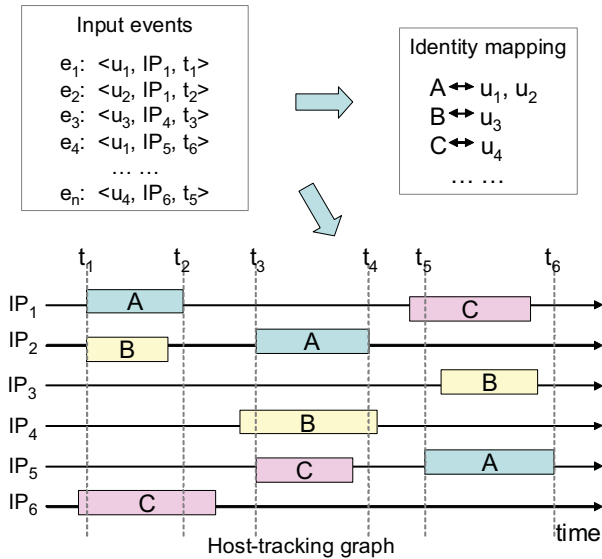 Input events
e₁: <u₁, IP₁, t₁>
e₂: <u₂, IP₁, t₂>
e₃: <u₃, IP₄, t₃>
e₄: <u₁, IP₅, t₆>
... ...
eₙ: <u₄, IP₆, t₅>
Identity mapping
A ↔ u₁, u₂
B ↔ u₃
C ↔ u₄
... ...
t₁ t₂ t₃ t₄ t₅ t₆
IP₁ A C
IP₂ B A
IP₃ B
IP₄ B
IP₅ C A
IP₆ C
time
Host-tracking graph